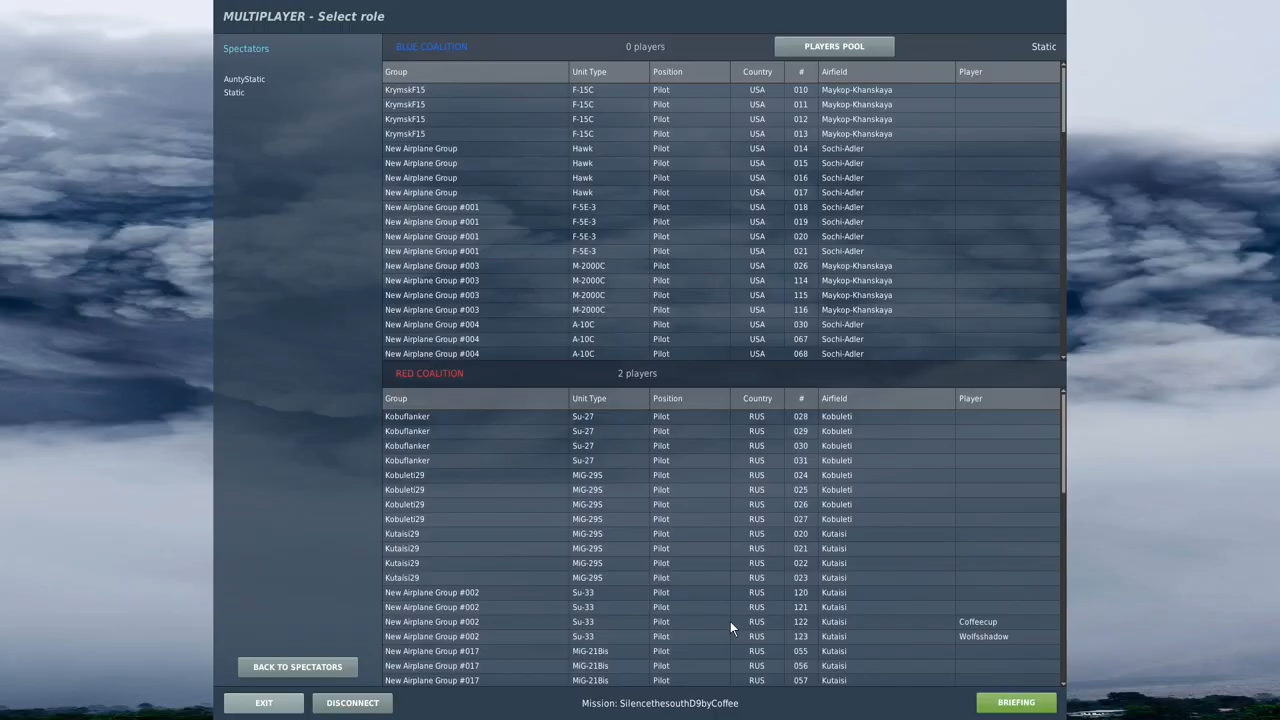 MULTIPLAYER - Select role
Spectators
AuntyStatic
Static
BLUE COALITION 0 players PLAYERS POOL Static
Group Unit Type Position Country # Airfield Player
KrymskF15 F-15C Pilot USA 010 Maykop-Khanskaya
KrymskF15 F-15C Pilot USA 011 Maykop-Khanskaya
KrymskF15 F-15C Pilot USA 012 Maykop-Khanskaya
KrymskF15 F-15C Pilot USA 013 Maykop-Khanskaya
New Airplane Group Hawk Pilot USA 014 Sochi-Adler
New Airplane Group Hawk Pilot USA 015 Sochi-Adler
New Airplane Group Hawk Pilot USA 016 Sochi-Adler
New Airplane Group Hawk Pilot USA 017 Sochi-Adler
New Airplane Group #001 F-5E-3 Pilot USA 018 Sochi-Adler
New Airplane Group #001 F-5E-3 Pilot USA 019 Sochi-Adler
New Airplane Group #001 F-5E-3 Pilot USA 020 Sochi-Adler
New Airplane Group #001 F-5E-3 Pilot USA 021 Sochi-Adler
New Airplane Group #003 M-2000C Pilot USA 026 Maykop-Khanskaya
New Airplane Group #003 M-2000C Pilot USA 114 Maykop-Khanskaya
New Airplane Group #003 M-2000C Pilot USA 115 Maykop-Khanskaya
New Airplane Group #003 M-2000C Pilot USA 116 Maykop-Khanskaya
New Airplane Group #004 A-10C Pilot USA 030 Sochi-Adler
New Airplane Group #004 A-10C Pilot USA 067 Sochi-Adler
New Airplane Group #004 A-10C Pilot USA 068 Sochi-Adler
RED COALITION 2 players
Group Unit Type Position Country # Airfield Player
Kobuflanker Su-27 Pilot RUS 028 Kobuleti
Kobuflanker Su-27 Pilot RUS 029 Kobuleti
Kobuflanker Su-27 Pilot RUS 030 Kobuleti
Kobuflanker Su-27 Pilot RUS 031 Kobuleti
Kobuleti29 MiG-29S Pilot RUS 024 Kobuleti
Kobuleti29 MiG-29S Pilot RUS 025 Kobuleti
Kobuleti29 MiG-29S Pilot RUS 026 Kobuleti
Kobuleti29 MiG-29S Pilot RUS 027 Kobuleti
Kutaisi29 MiG-29S Pilot RUS 020 Kutaisi
Kutaisi29 MiG-29S Pilot RUS 021 Kutaisi
Kutaisi29 MiG-29S Pilot RUS 022 Kutaisi
Kutaisi29 MiG-29S Pilot RUS 023 Kutaisi
New Airplane Group #002 Su-33 Pilot RUS 120 Kutaisi
New Airplane Group #002 Su-33 Pilot RUS 121 Kutaisi
New Airplane Group #002 Su-33 Pilot RUS 122 Kutaisi Coffeecup
New Airplane Group #002 Su-33 Pilot RUS 123 Kutaisi Wolfsshadow
New Airplane Group #017 MiG-21Bis Pilot RUS 055 Kutaisi
New Airplane Group #017 MiG-21Bis Pilot RUS 056 Kutaisi
New Airplane Group #017 MiG-21Bis Pilot RUS 057 Kutaisi
BACK TO SPECTATORS
EXIT DISCONNECT Mission: SilencethesouthD9byCoffee BRIEFING